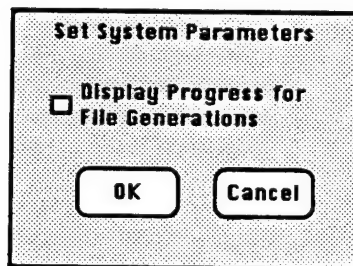 Set System Parameters
Display Progress for
File Generations
OK
Cancel